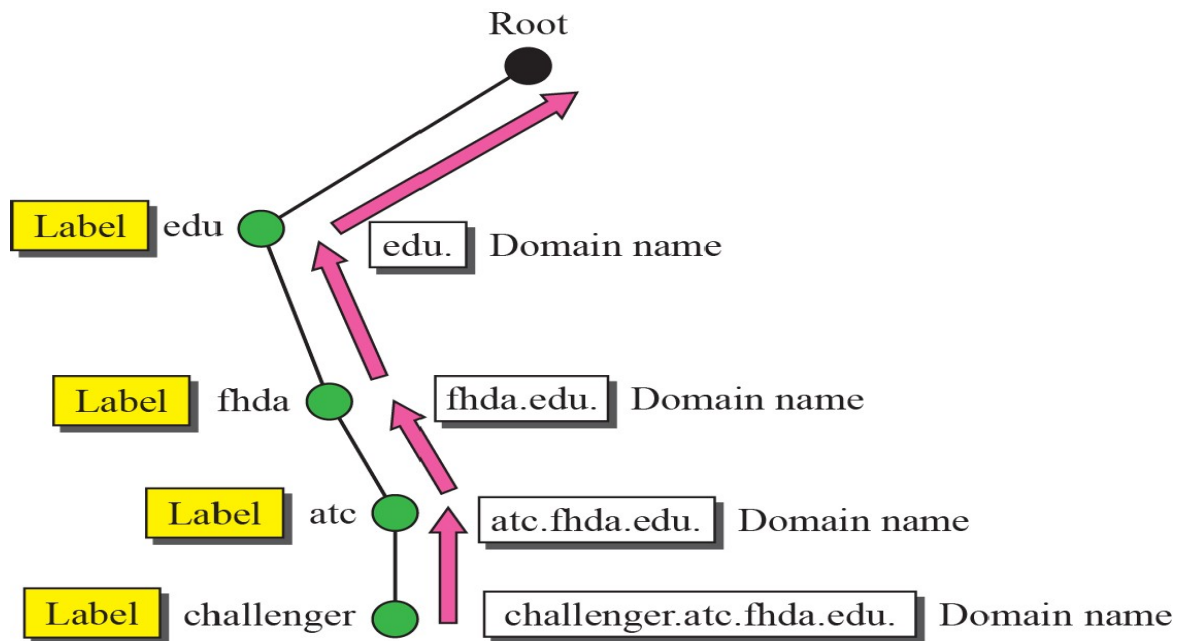 Root
Label edu edu. Domain name
Label fhda fhda.edu. Domain name
Label atc atc.fhda.edu. Domain name
Label challenger challenger.atc.fhda.edu. Domain name